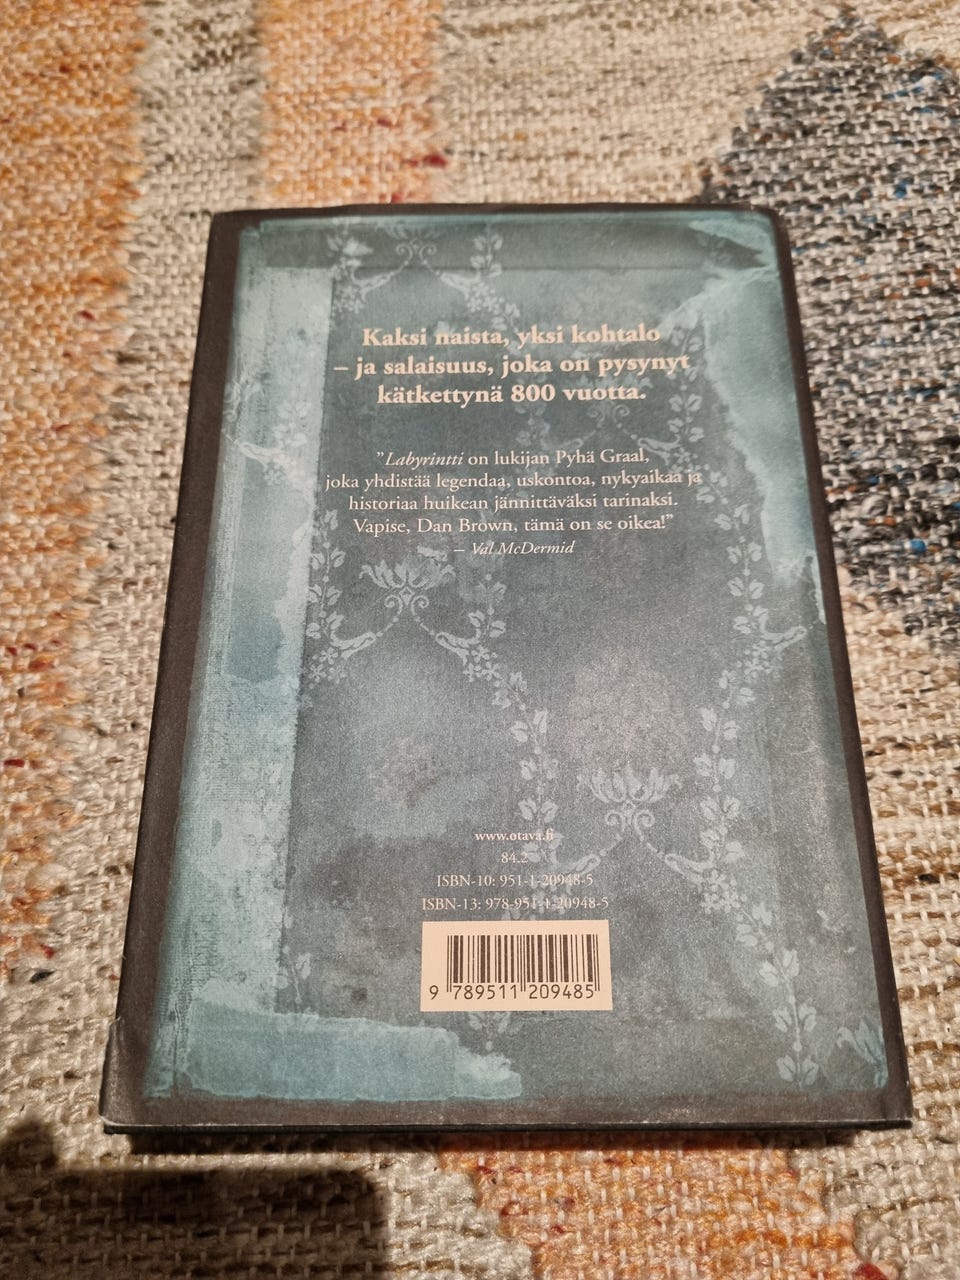 Kaksi naista, yksi kohtalo
– ja salaisuus, joka on pysynyt
kätkettynä 800 vuotta.
”Labyrintti on lukijan Pyhä Graal,
joka yhdistää legendaa, uskontoa, nykyaikaa ja
historiaa huikean jännittäväksi tarinaksi.
Vapise, Dan Brown, tämä on se oikea!”
– Val McDermid
www.otava.fi
84.2
ISBN-10: 951-1-20948-5
ISBN-13: 978-951-1-20948-5
9 789511 209485